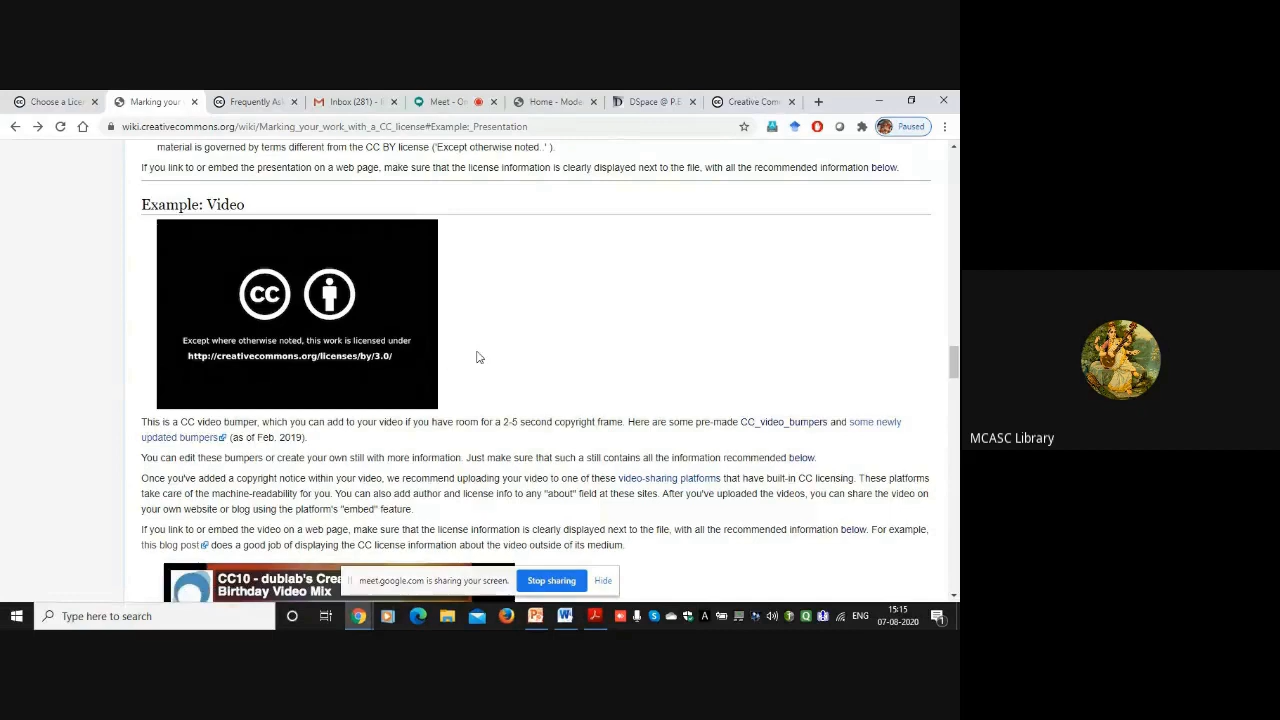 Choose a Lice
Marking your
Frequently As
Inbox (281) - l
Meet - O
Home - Mode
DSpace @ P.E
Creative Com
wiki.creativecommons.org/wiki/Marking_your_work_with_a_CC_license#Example:_Presentation
Paused
material is governed by terms different from the CC BY license ('Except otherwise noted..' ).
If you link to or embed the presentation on a web page, make sure that the license information is clearly displayed next to the file, with all the recommended information below.
Example: Video
cc
Except where otherwise noted, this work is licensed under
http://creativecommons.org/licenses/by/3.0/
This is a CC video bumper, which you can add to your video if you have room for a 2-5 second copyright frame. Here are some pre-made CC_video_bumpers and some newly
updated bumpers (as of Feb. 2019).
You can edit these bumpers or create your own still with more information. Just make sure that such a still contains all the information recommended below.
Once you've added a copyright notice within your video, we recommend uploading your video to one of these video-sharing platforms that have built-in CC licensing. These platforms
take care of the machine-readability for you. You can also add author and license info to any "about" field at these sites. After you've uploaded the videos, you can share the video on
your own website or blog using the platform's "embed" feature.
If you link to or embed the video on a web page, make sure that the license information is clearly displayed next to the file, with all the recommended information below. For example,
this blog post does a good job of displaying the CC license information about the video outside of its medium.
CC10 - dublab's Crea
Birthday Video Mix
meet.google.com is sharing your screen.
Stop sharing
Hide
Type here to search
ENG
15:15
07-08-2020
MCASC Library